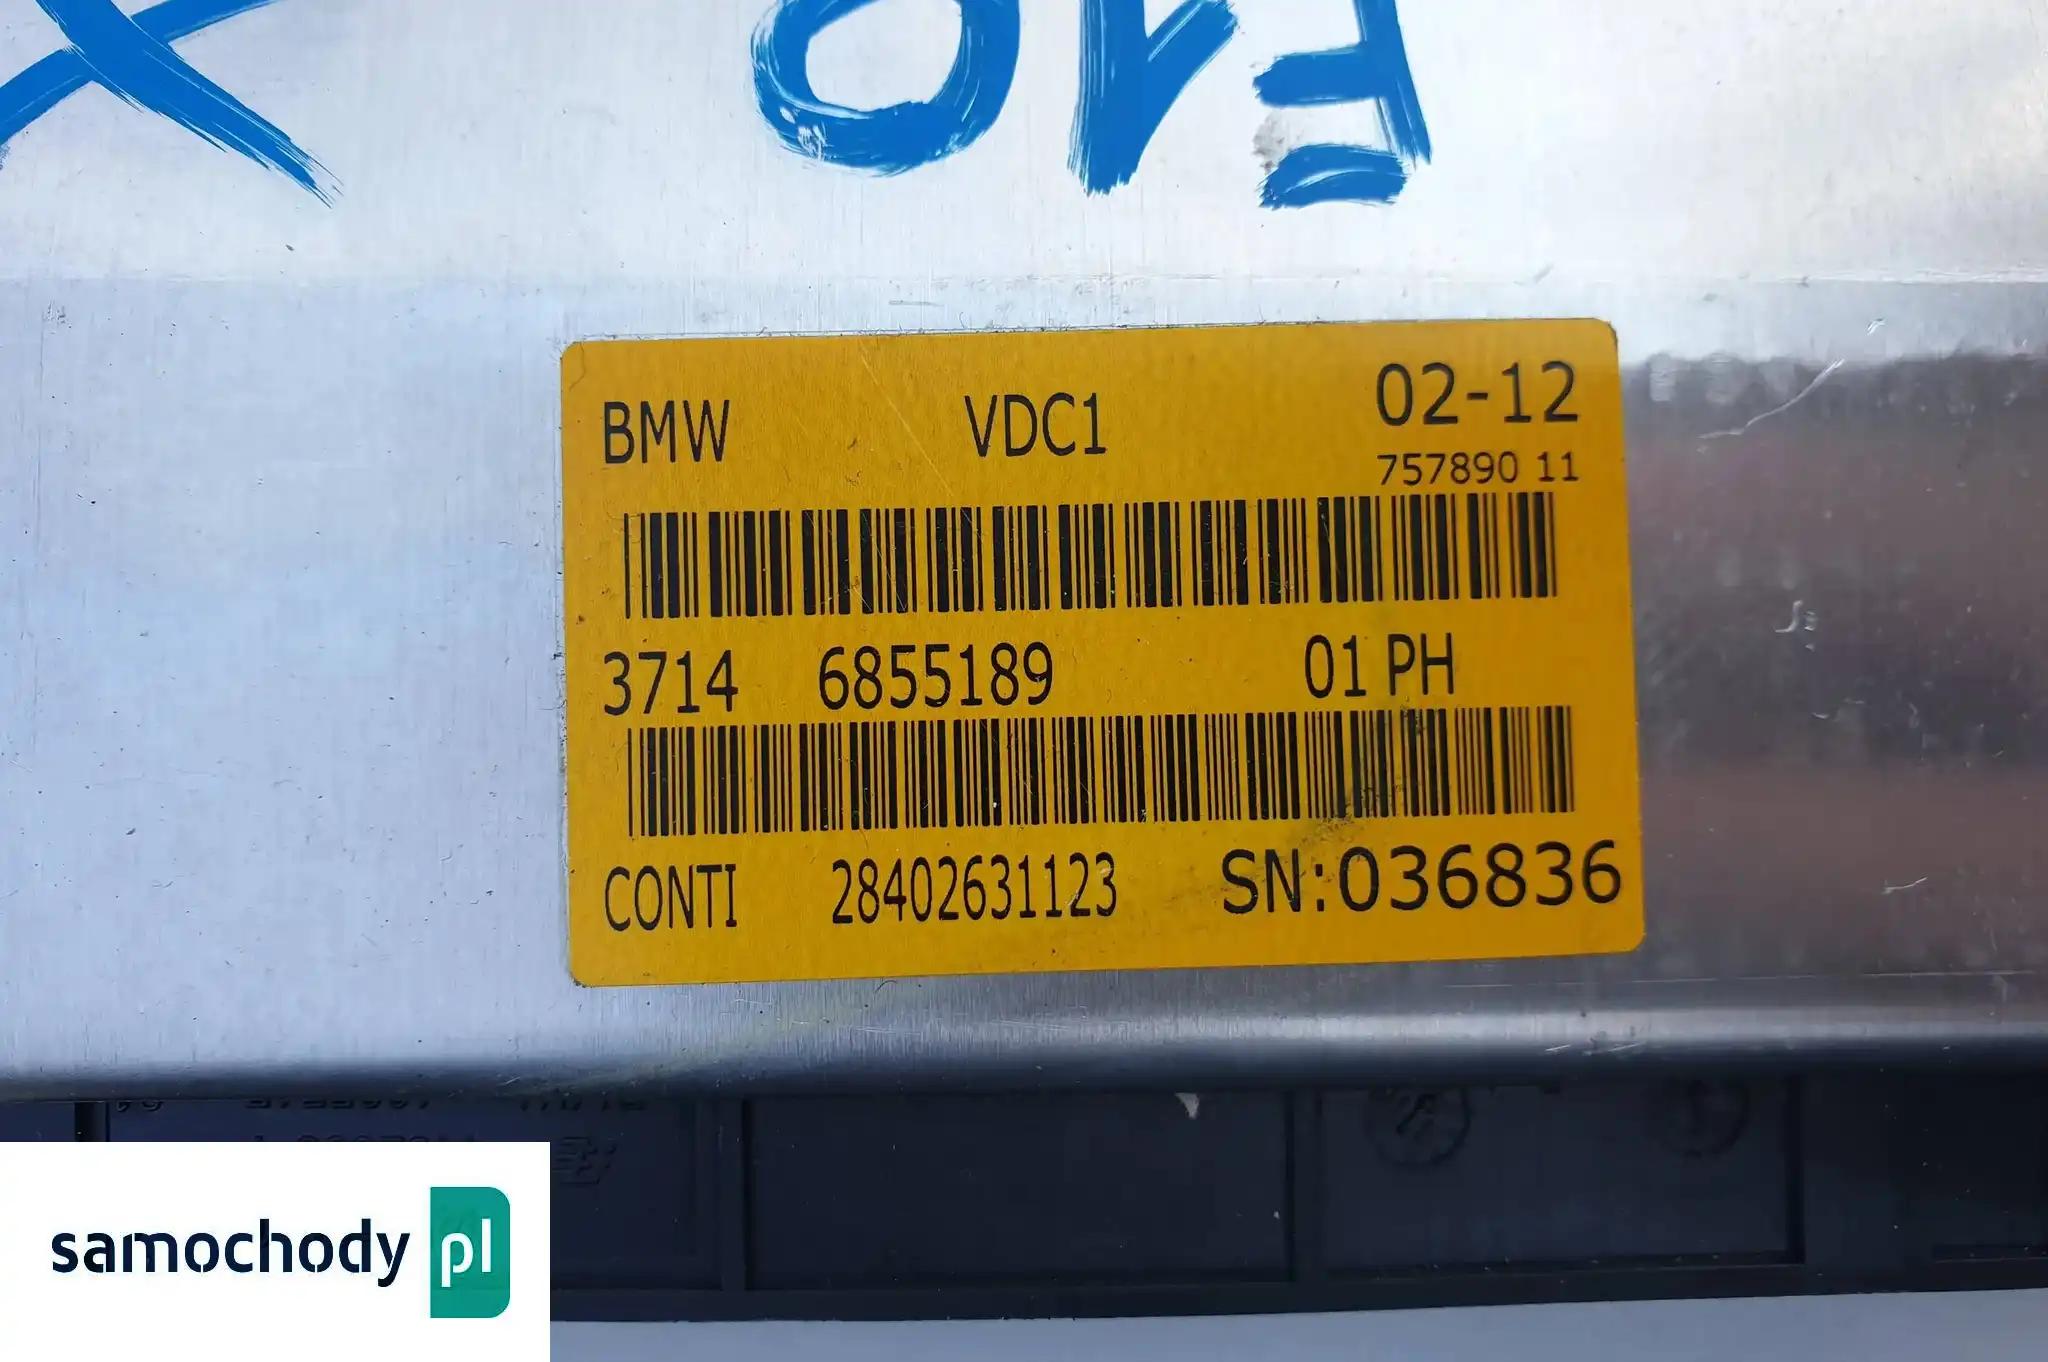 F10
BMW VDC1 02-12
757890 11
3714 6855189 01 PH
CONTI 28402631123 SN:036836
samochody pl